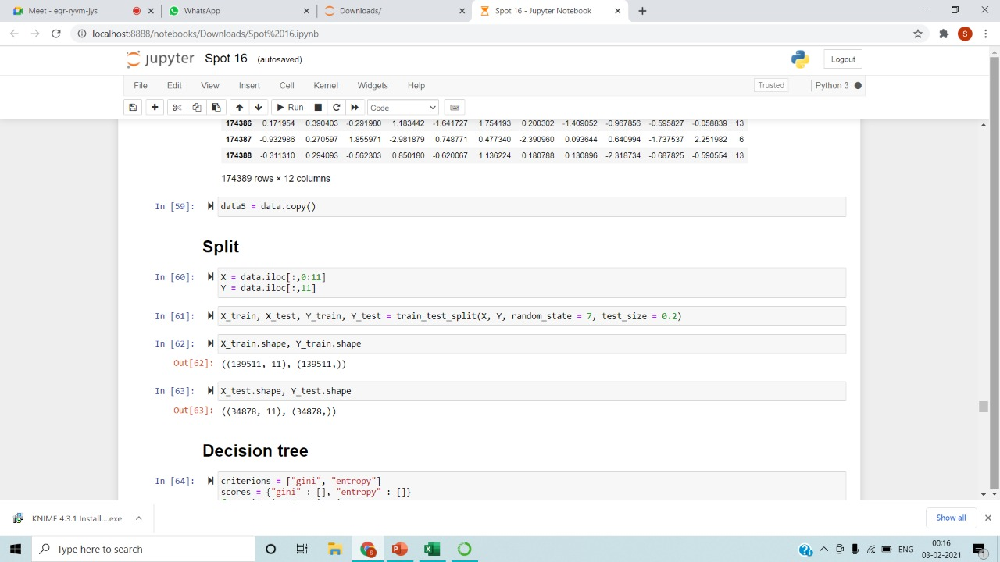 Meet - eqr-ryvm-jys
WhatsApp
Downloads/
Spot 16 - Jupyter Notebook
localhost:8888/notebooks/Downloads/Spot%2016.ipynb
S
jupyter Spot 16 (autosaved)
Logout
File Edit View Insert Cell Kernel Widgets Help
Trusted
Python 3
Run
Code
174386 0.171954 0.390403 -0.291980 1.183442 -1.641727 1.754193 0.200302 -1.409052 -0.967856 -0.595827 -0.058839 13
174387 -0.932986 0.270597 1.855971 -2.981879 0.748771 0.477340 -2.390960 0.093644 0.640994 -1.737537 2.251982 6
174388 -0.311310 0.294093 -0.562303 0.850180 -0.620067 1.136224 0.180788 0.130896 -2.318734 -0.687825 -0.590554 13
174389 rows × 12 columns
In [59]: data5 = data.copy()
Split
In [60]: X = data.iloc[:,0:11]
Y = data.iloc[:,11]
In [61]: X_train, X_test, Y_train, Y_test = train_test_split(X, Y, random_state = 7, test_size = 0.2)
In [62]: X_train.shape, Y_train.shape
Out[62]: ((139511, 11), (139511,))
In [63]: X_test.shape, Y_test.shape
Out[63]: ((34878, 11), (34878,))
Decision tree
In [64]: criterions = ["gini", "entropy"]
scores = {"gini" : [], "entropy" : []}
KNIME 4.3.1 Install....exe
Show all
Type here to search
ENG
00:16
03-02-2021
1